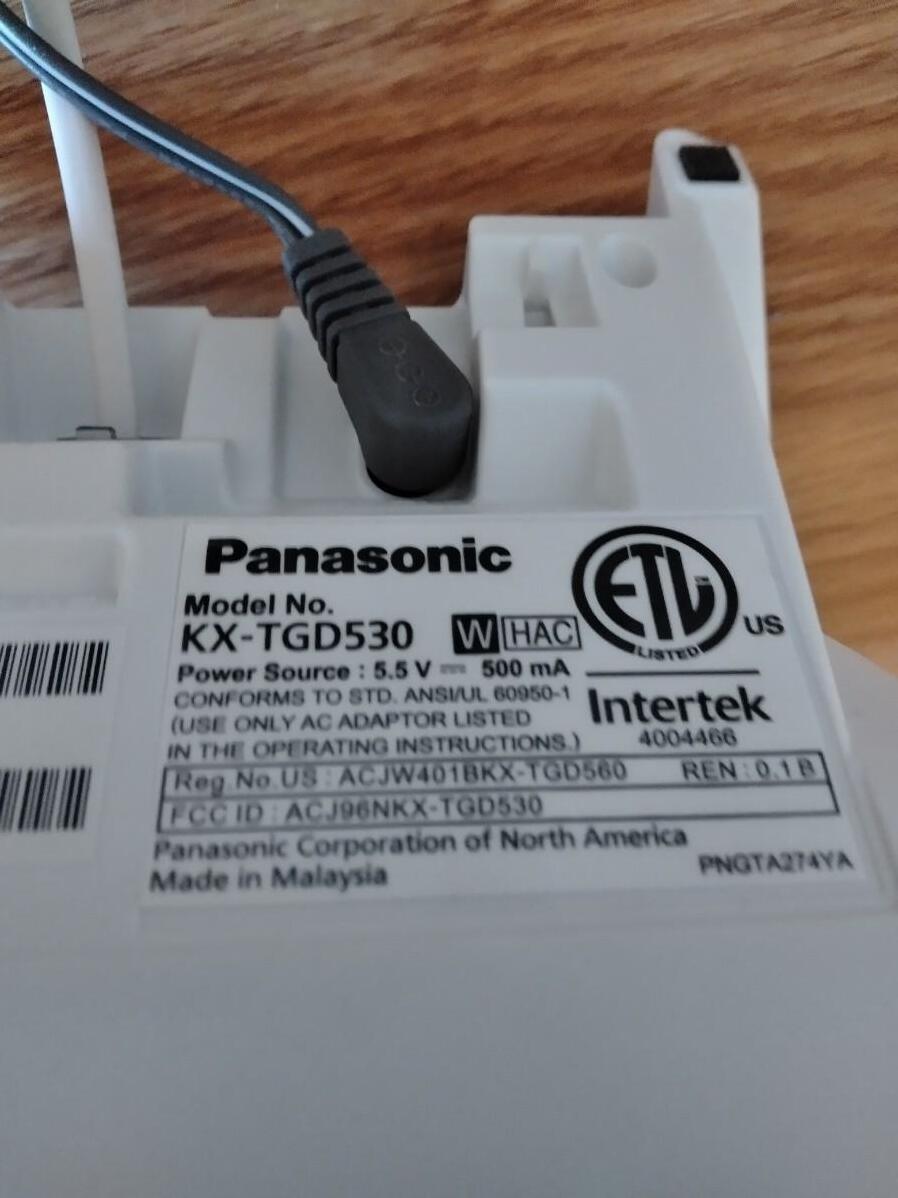 Panasonic
Model No.
KX-TGD530 W HAC
Power Source : 5.5 V ⎓ 500 mA
CONFORMS TO STD. ANSI/UL 60950-1
(USE ONLY AC ADAPTOR LISTED
IN THE OPERATING INSTRUCTIONS.)
ETL TM
LISTED
US
Intertek
4004466
Reg.No.US : ACJW401BKX-TGD560 REN : 0.1 B
FCC ID : ACJ96NKX-TGD530
Panasonic Corporation of North America
Made in Malaysia
PNGTA274YA